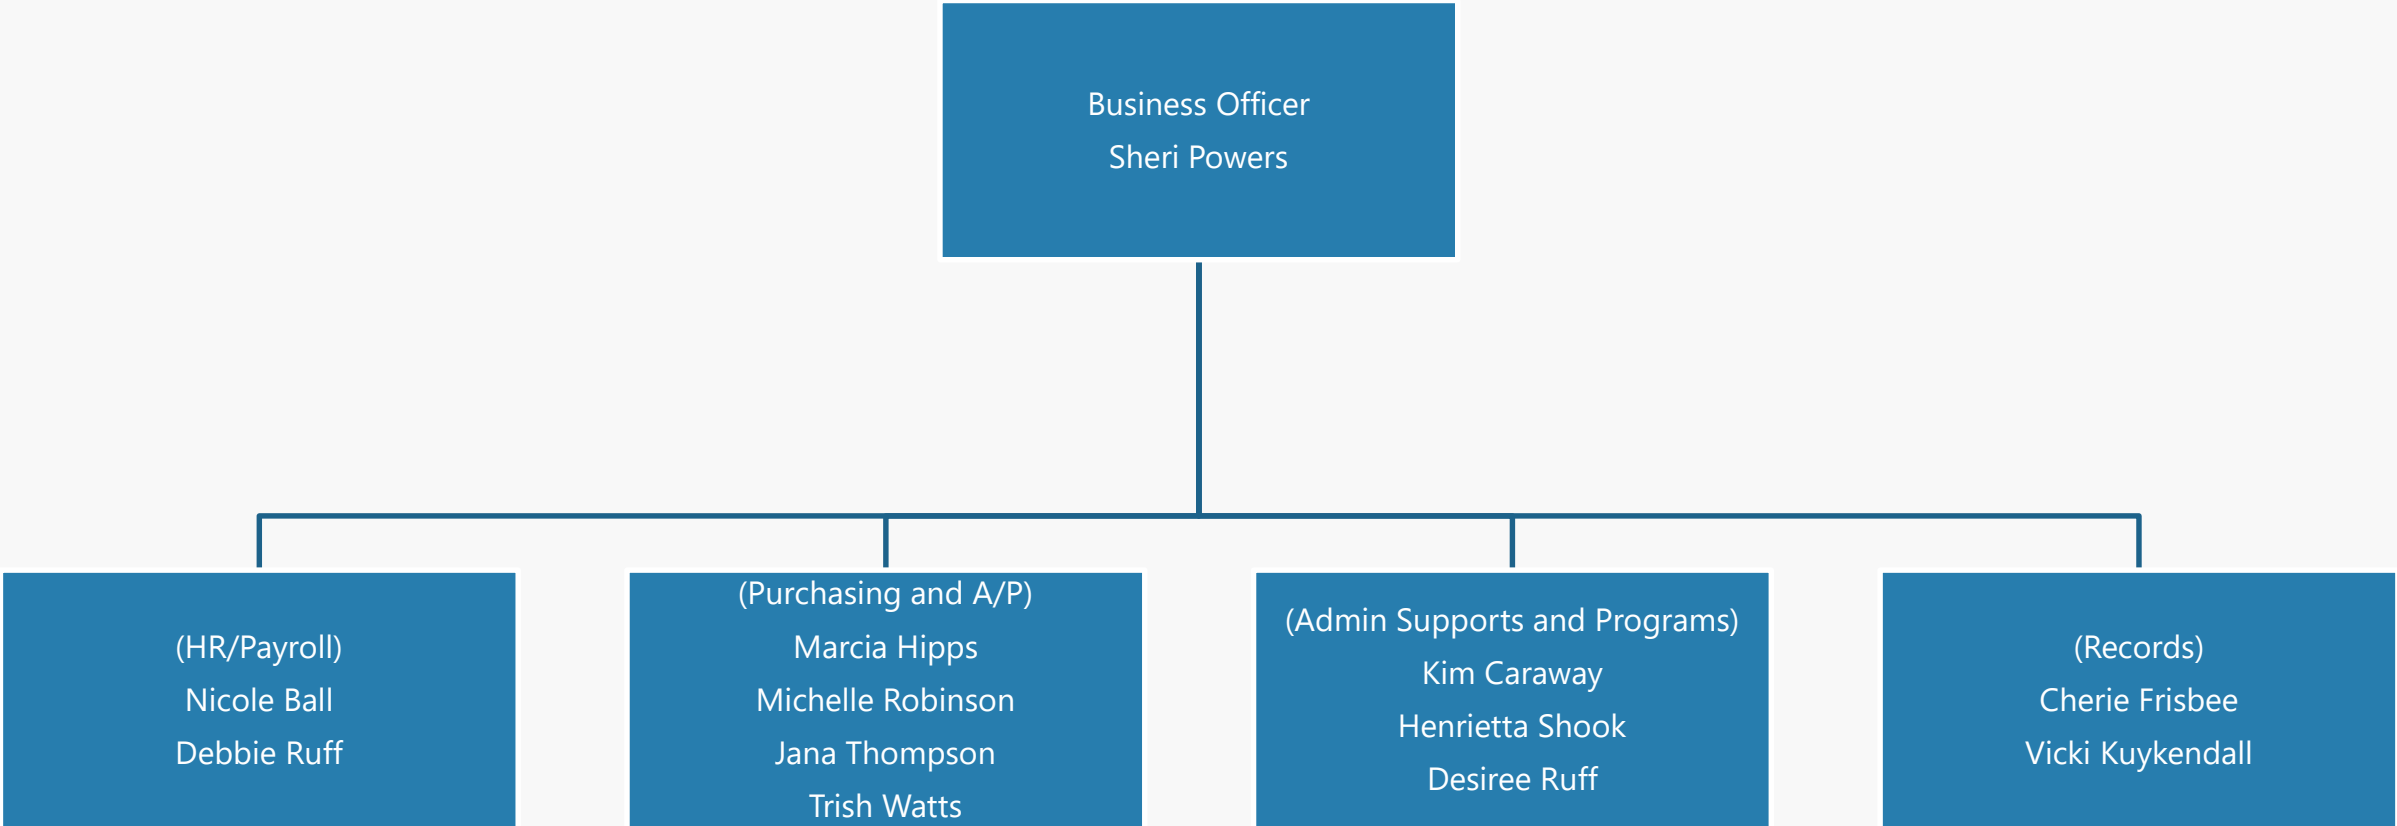 Business Officer
Sheri Powers
(HR/Payroll)
Nicole Ball
Debbie Ruff
(Purchasing and A/P)
Marcia Hipps
Michelle Robinson
Jana Thompson
Trish Watts
(Admin Supports and Programs)
Kim Caraway
Henrietta Shook
Desiree Ruff
(Records)
Cherie Frisbee
Vicki Kuykendall